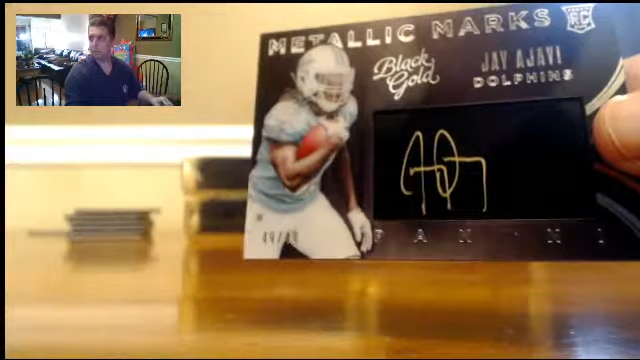 METALLIC MARKS RC
Black
Gold
JAY AJAYI
DOLPHINS
PANINI